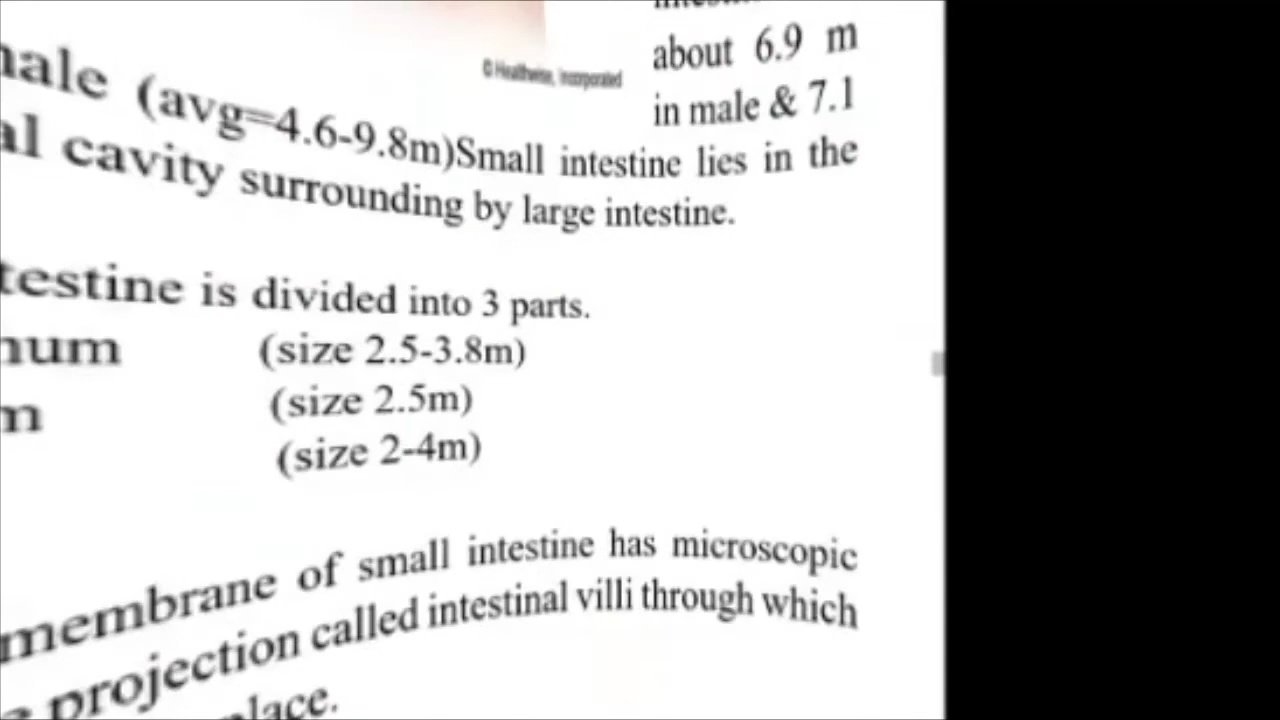 © Healthwise, Incorporated
about 6.9 m
in male & 7.1
male (avg=4.6-9.8m)Small intestine lies in the
al cavity surrounding by large intestine.
testine is divided into 3 parts.
num (size 2.5-3.8m)
m (size 2.5m)
(size 2-4m)
membrane of small intestine has microscopic
projection called intestinal villi through which
place.